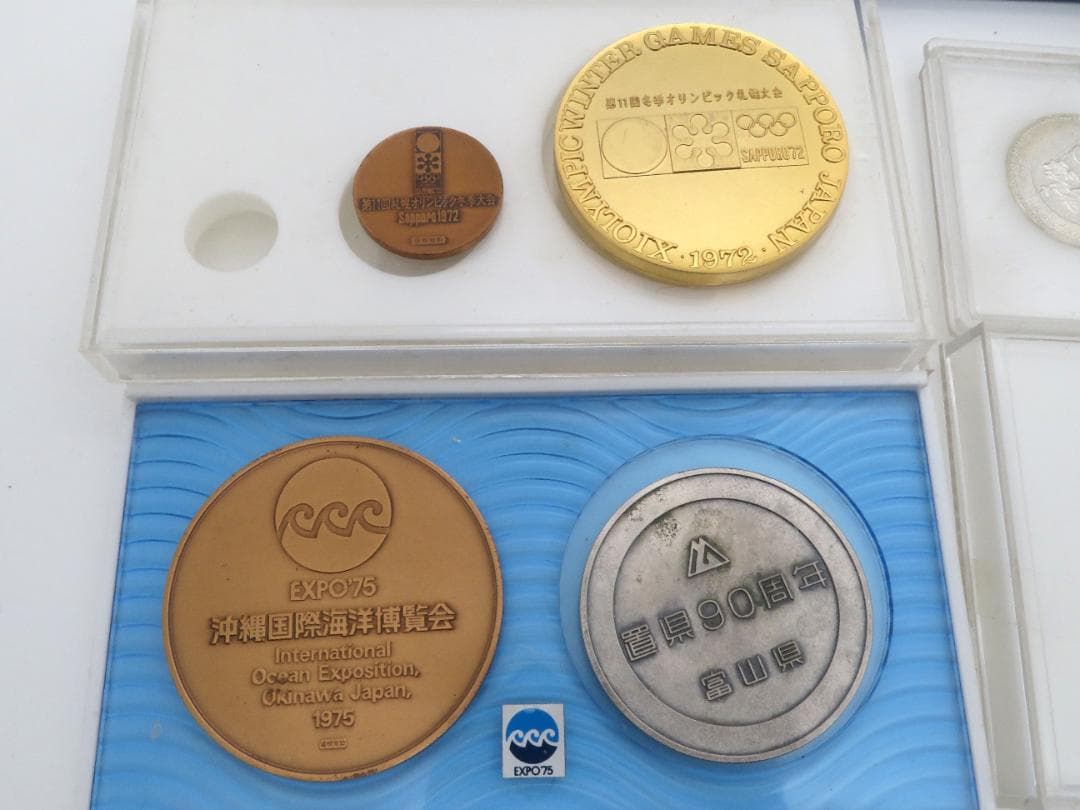 SAPPORO'72
第11回札幌オリンピック冬季大会
Sapporo1972
XI OLYMPIC WINTER GAMES SAPPORO JAPAN · 1972 ·
第11回冬季オリンピック札幌大会
SAPPORO'72
EXPO'75
沖縄国際海洋博覧会
International
Ocean Exposition,
Okinawa Japan,
1975
置県90周年
富山県
EXPO'75